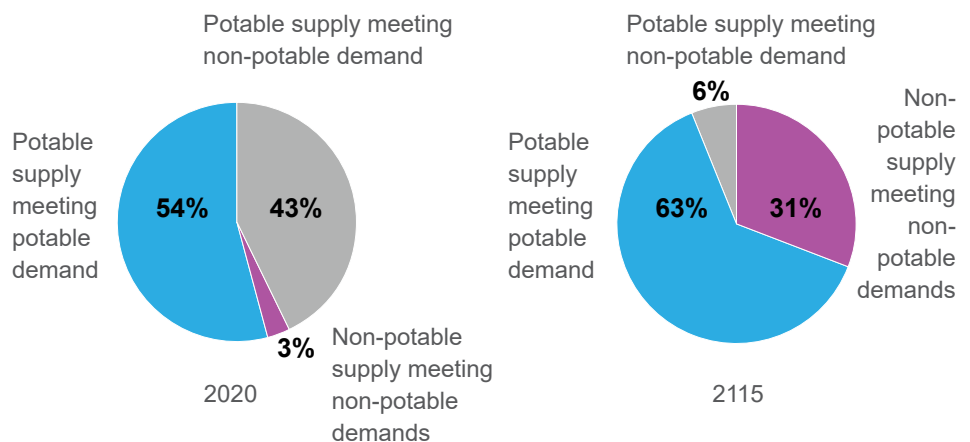 Potable supply meeting
non-potable demand
Potable
supply
meeting
potable
demand
54%
43%
3%
Non-potable
supply meeting
non-potable
demands
2020
Potable supply meeting
non-potable demand
6%
Non-
potable
supply
meeting
non-
potable
demands
Potable
supply
meeting
potable
demand
63%
31%
2115